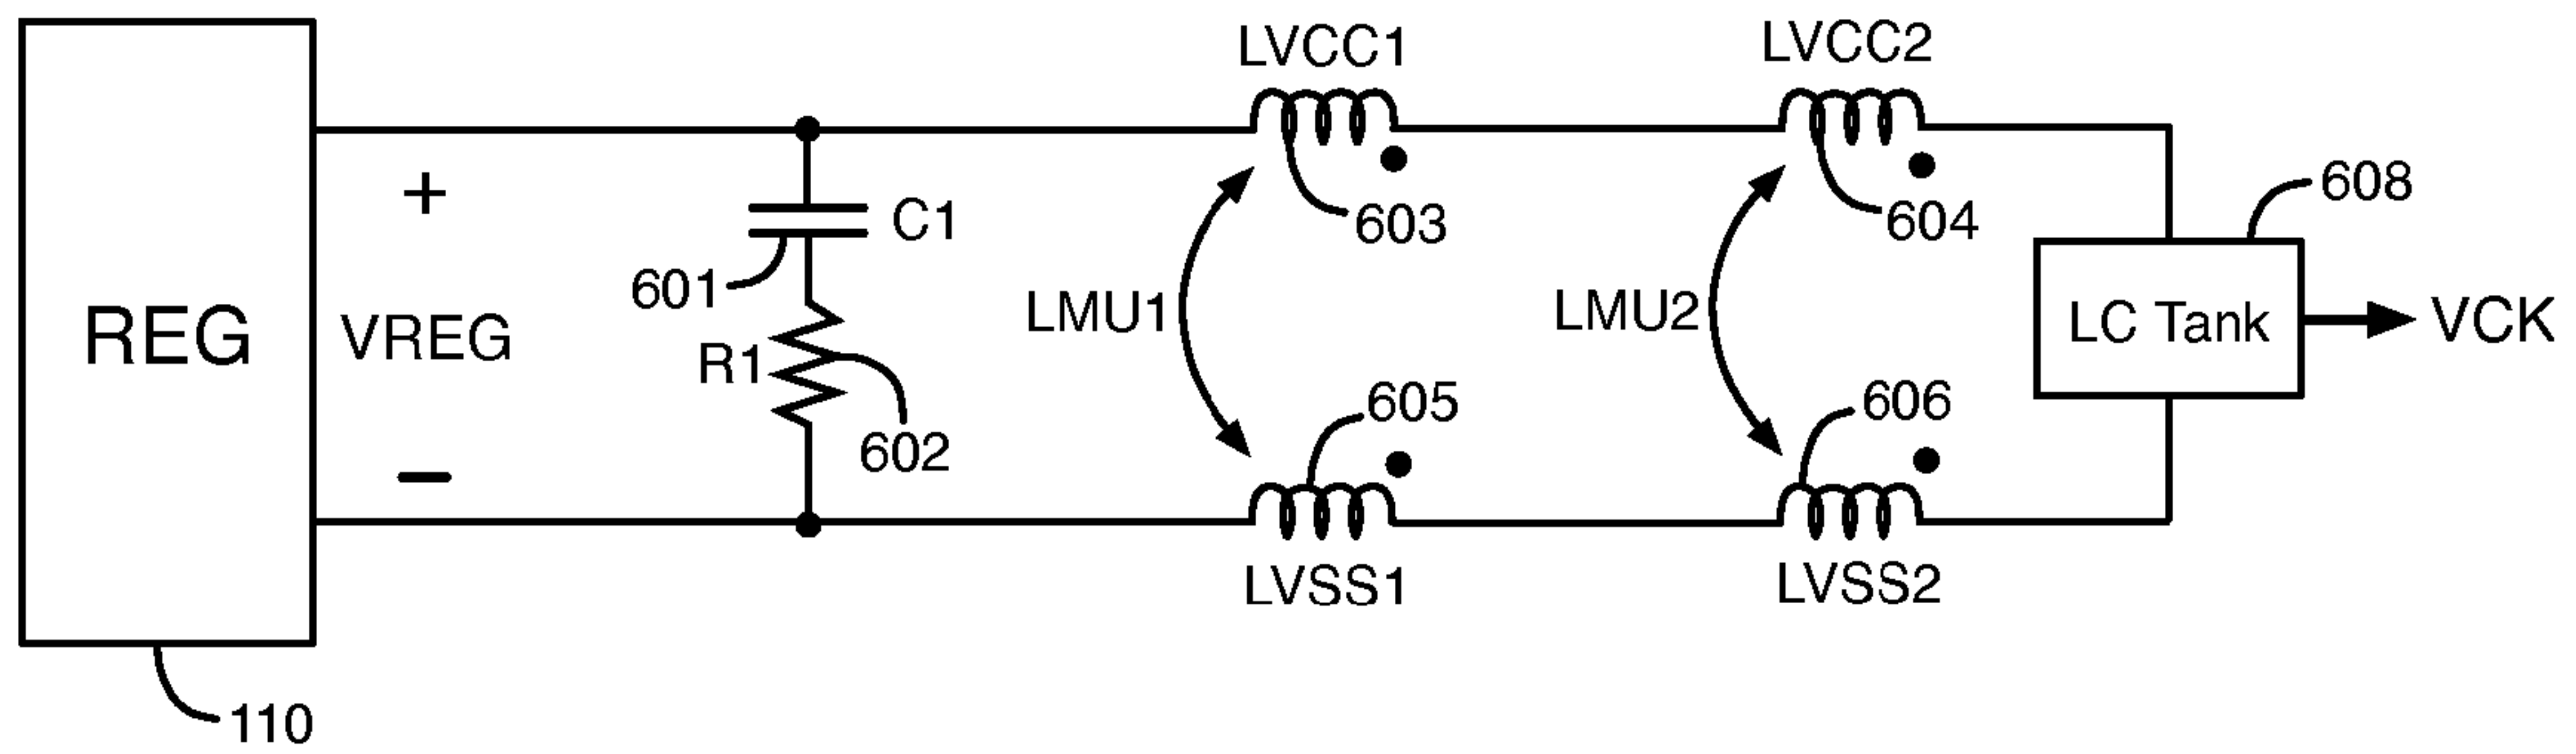 LVCC1
LVCC2
+
C1
603
604
608
601
REG
VREG
R1
LMU1
LMU2
LC Tank
VCK
602
605
606
−
LVSS1
LVSS2
110